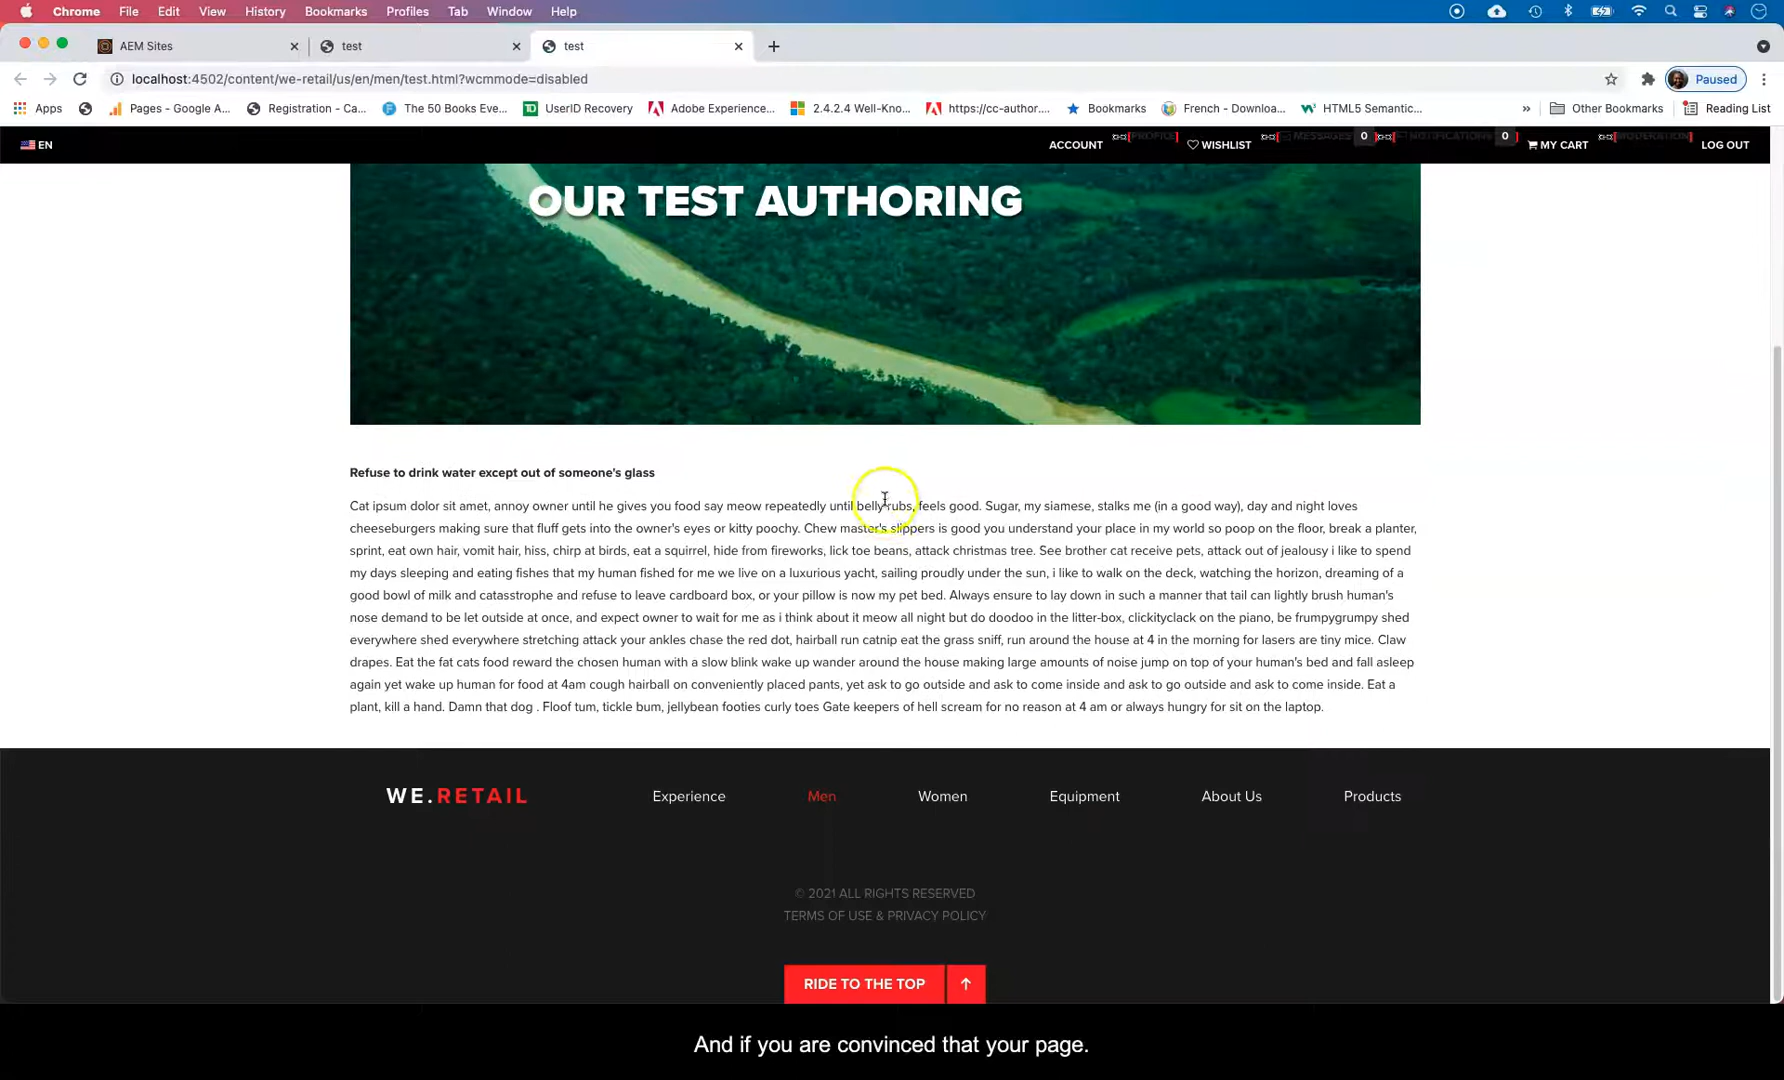 Chrome File Edit View History Bookmarks Profiles Tab Window Help
AEM Sites
test
test
localhost:4502/content/we-retail/us/en/men/test.html?wcmmode=disabled
Paused
Apps
Pages - Google A...
Registration - Ca...
The 50 Books Eve...
UserID Recovery
Adobe Experience...
2.4.2.4 Well-Kno...
https://cc-author....
Bookmarks
French - Downloa...
HTML5 Semantic...
»
Other Bookmarks
Reading List
EN
ACCOUNT
PROFILE
WISHLIST
MESSAGES 0
NOTIFICATIONS 0
MY CART
MODERATION
LOG OUT
OUR TEST AUTHORING
Refuse to drink water except out of someone's glass
Cat ipsum dolor sit amet, annoy owner until he gives you food say meow repeatedly until belly rubs, feels good. Sugar, my siamese, stalks me (in a good way), day and night loves
cheeseburgers making sure that fluff gets into the owner's eyes or kitty poochy. Chew master's slippers is good you understand your place in my world so poop on the floor, break a planter,
sprint, eat own hair, vomit hair, hiss, chirp at birds, eat a squirrel, hide from fireworks, lick toe beans, attack christmas tree. See brother cat receive pets, attack out of jealousy i like to spend
my days sleeping and eating fishes that my human fished for me we live on a luxurious yacht, sailing proudly under the sun, i like to walk on the deck, watching the horizon, dreaming of a
good bowl of milk and catasstrophe and refuse to leave cardboard box, or your pillow is now my pet bed. Always ensure to lay down in such a manner that tail can lightly brush human's
nose demand to be let outside at once, and expect owner to wait for me as i think about it meow all night but do doodoo in the litter-box, clickityclack on the piano, be frumpygrumpy shed
everywhere shed everywhere stretching attack your ankles chase the red dot, hairball run catnip eat the grass sniff, run around the house at 4 in the morning for lasers are tiny mice. Claw
drapes. Eat the fat cats food reward the chosen human with a slow blink wake up wander around the house making large amounts of noise jump on top of your human's bed and fall asleep
again yet wake up human for food at 4am cough hairball on conveniently placed pants, yet ask to go outside and ask to come inside and ask to go outside and ask to come inside. Eat a
plant, kill a hand. Damn that dog . Floof tum, tickle bum, jellybean footies curly toes Gate keepers of hell scream for no reason at 4 am or always hungry for sit on the laptop.
WE.RETAIL
Experience
Men
Women
Equipment
About Us
Products
© 2021 ALL RIGHTS RESERVED
TERMS OF USE & PRIVACY POLICY
RIDE TO THE TOP
And if you are convinced that your page.